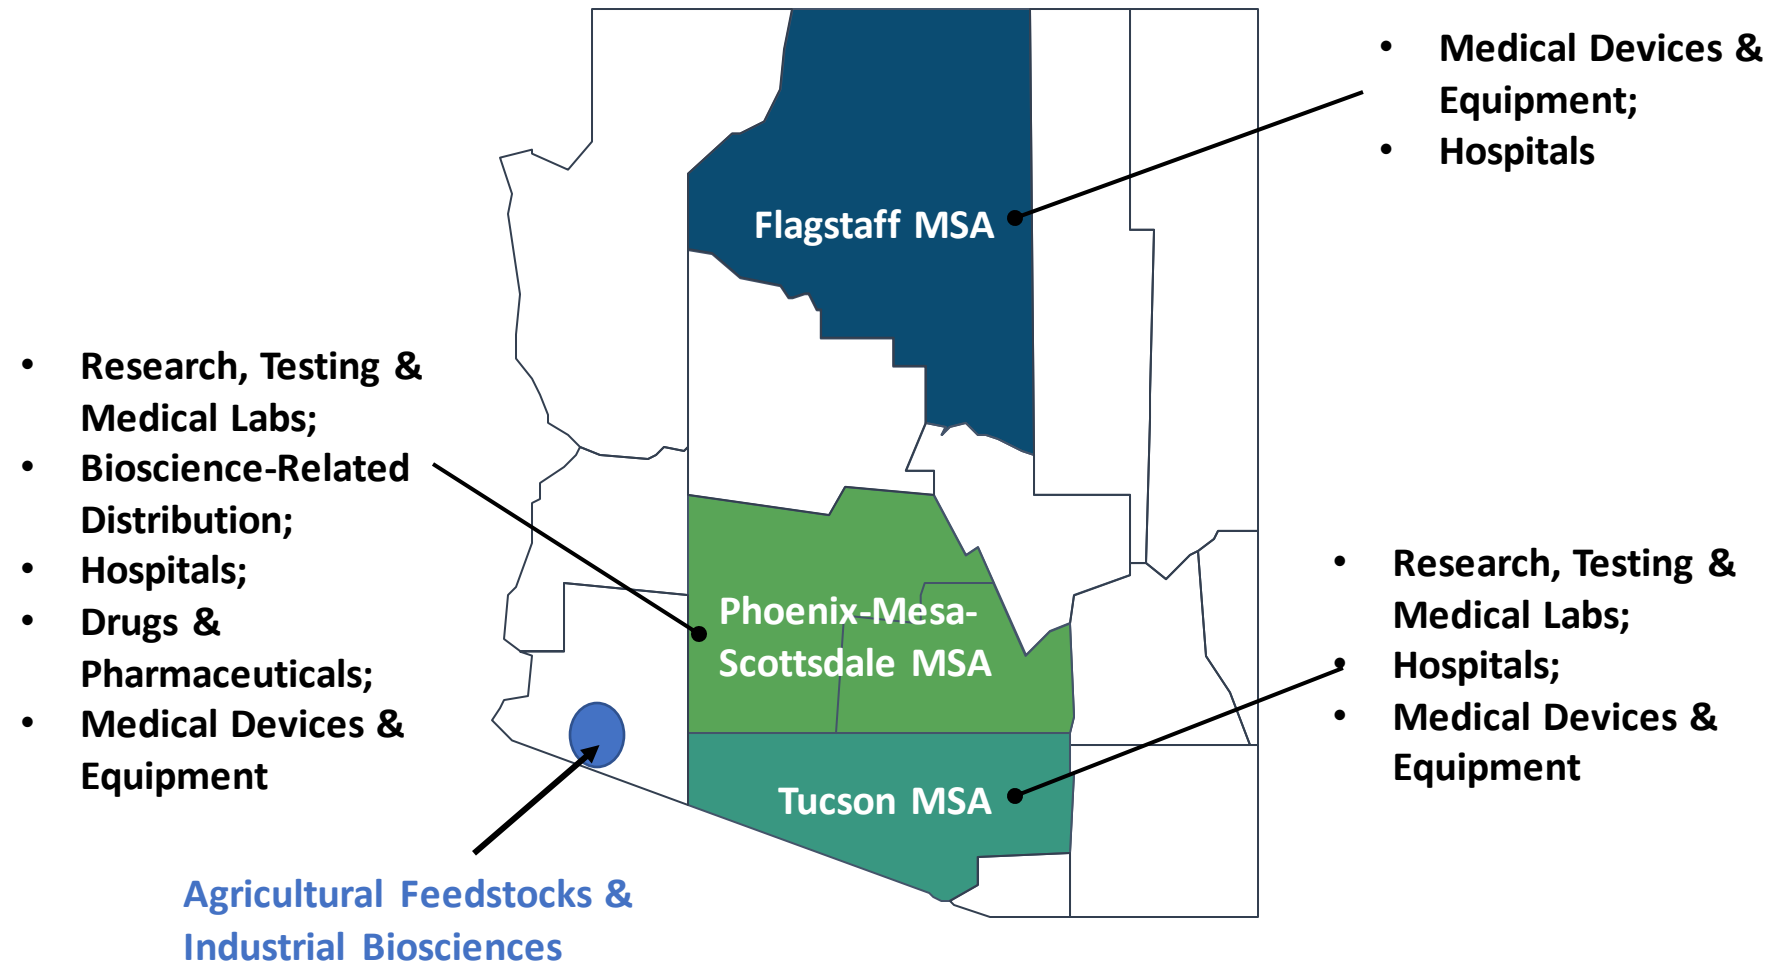 • Medical Devices &
Equipment;
• Hospitals
Flagstaff MSA
• Research, Testing &
Medical Labs;
• Bioscience-Related
Distribution;
• Hospitals;
• Drugs &
Pharmaceuticals;
• Medical Devices &
Equipment
Phoenix-Mesa-
Scottsdale MSA
• Research, Testing &
Medical Labs;
• Hospitals;
• Medical Devices &
Equipment
Tucson MSA
Agricultural Feedstocks &
Industrial Biosciences